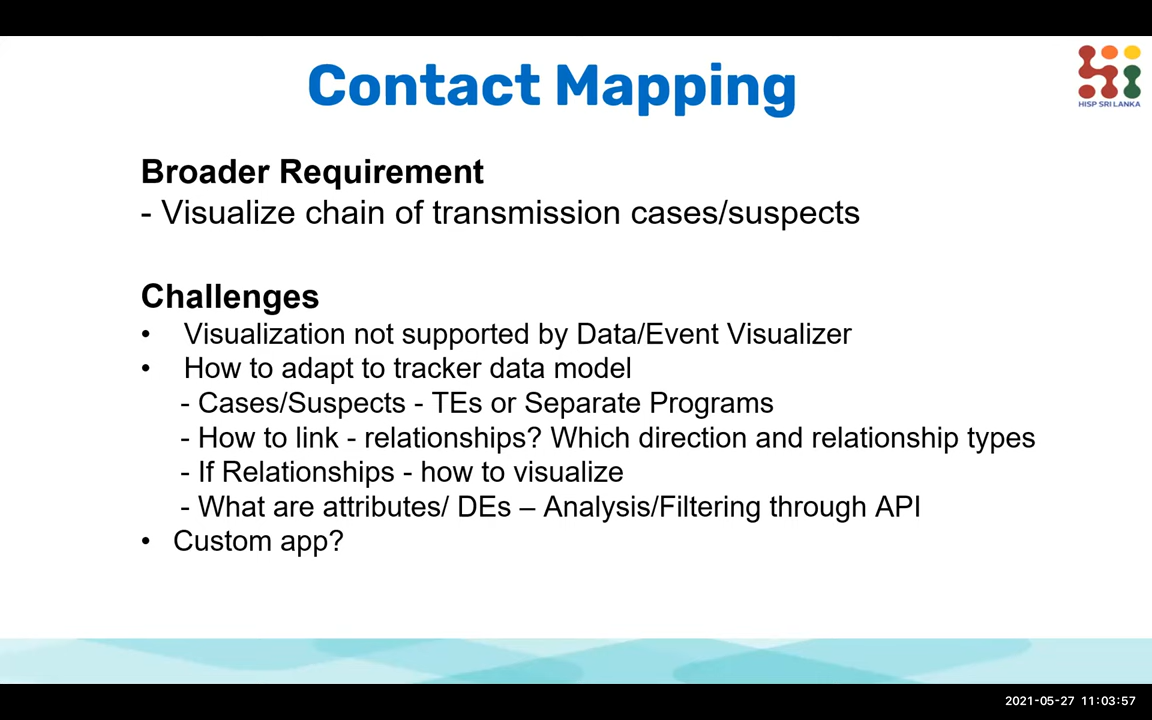 Contact Mapping
HISP SRI LANKA
Broader Requirement
- Visualize chain of transmission cases/suspects
Challenges
• Visualization not supported by Data/Event Visualizer
• How to adapt to tracker data model
- Cases/Suspects - TEs or Separate Programs
- How to link - relationships? Which direction and relationship types
- If Relationships - how to visualize
- What are attributes/ DEs – Analysis/Filtering through API
• Custom app?
2021-05-27 11:03:57